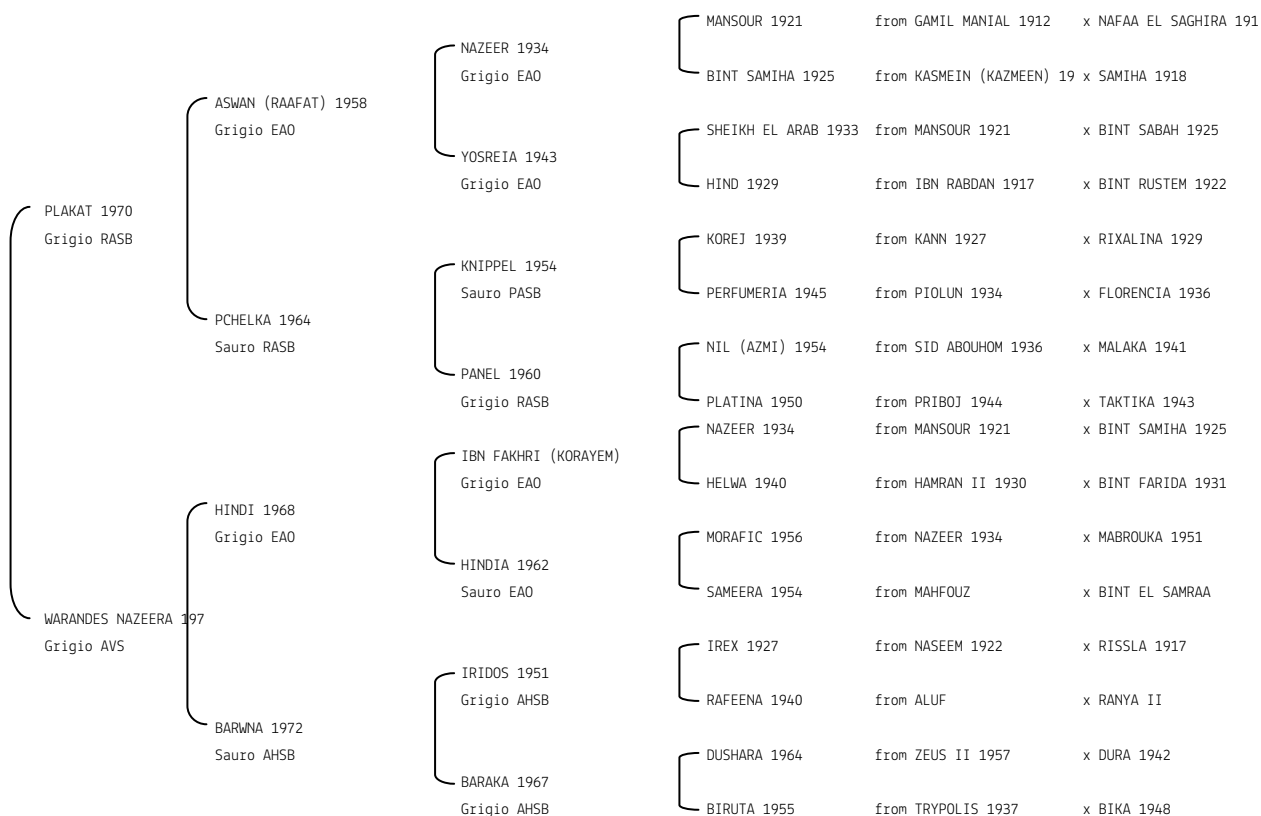 MANSOUR 1921 from GAMIL MANIAL 1912 x NAFAA EL SAGHIRA 191
NAZEER 1934
Grigio EAO
BINT SAMIHA 1925 from KASMEIN (KAZMEEN) 19 x SAMIHA 1918
ASWAN (RAAFAT) 1958
Grigio EAO
SHEIKH EL ARAB 1933 from MANSOUR 1921 x BINT SABAH 1925
YOSREIA 1943
Grigio EAO
HIND 1929 from IBN RABDAN 1917 x BINT RUSTEM 1922
PLAKAT 1970
Grigio RASB
KOREJ 1939 from KANN 1927 x RIXALINA 1929
KNIPPEL 1954
Sauro PASB
PERFUMERIA 1945 from PIOLUN 1934 x FLORENCIA 1936
PCHELKA 1964
Sauro RASB
NIL (AZMI) 1954 from SID ABOUHOM 1936 x MALAKA 1941
PANEL 1960
Grigio RASB
PLATINA 1950 from PRIBOJ 1944 x TAKTIKA 1943
NAZEER 1934 from MANSOUR 1921 x BINT SAMIHA 1925
IBN FAKHRI (KORAYEM)
Grigio EAO
HELWA 1940 from HAMRAN II 1930 x BINT FARIDA 1931
HINDI 1968
Grigio EAO
MORAFIC 1956 from NAZEER 1934 x MABROUKA 1951
HINDIA 1962
Sauro EAO
SAMEERA 1954 from MAHFOUZ x BINT EL SAMRAA
WARANDES NAZEERA 197
Grigio AVS
IREX 1927 from NASEEM 1922 x RISSLA 1917
IRIDOS 1951
Grigio AHSB
RAFEENA 1940 from ALUF x RANYA II
BARWNA 1972
Sauro AHSB
DUSHARA 1964 from ZEUS II 1957 x DURA 1942
BARAKA 1967
Grigio AHSB
BIRUTA 1955 from TRYPOLIS 1937 x BIKA 1948